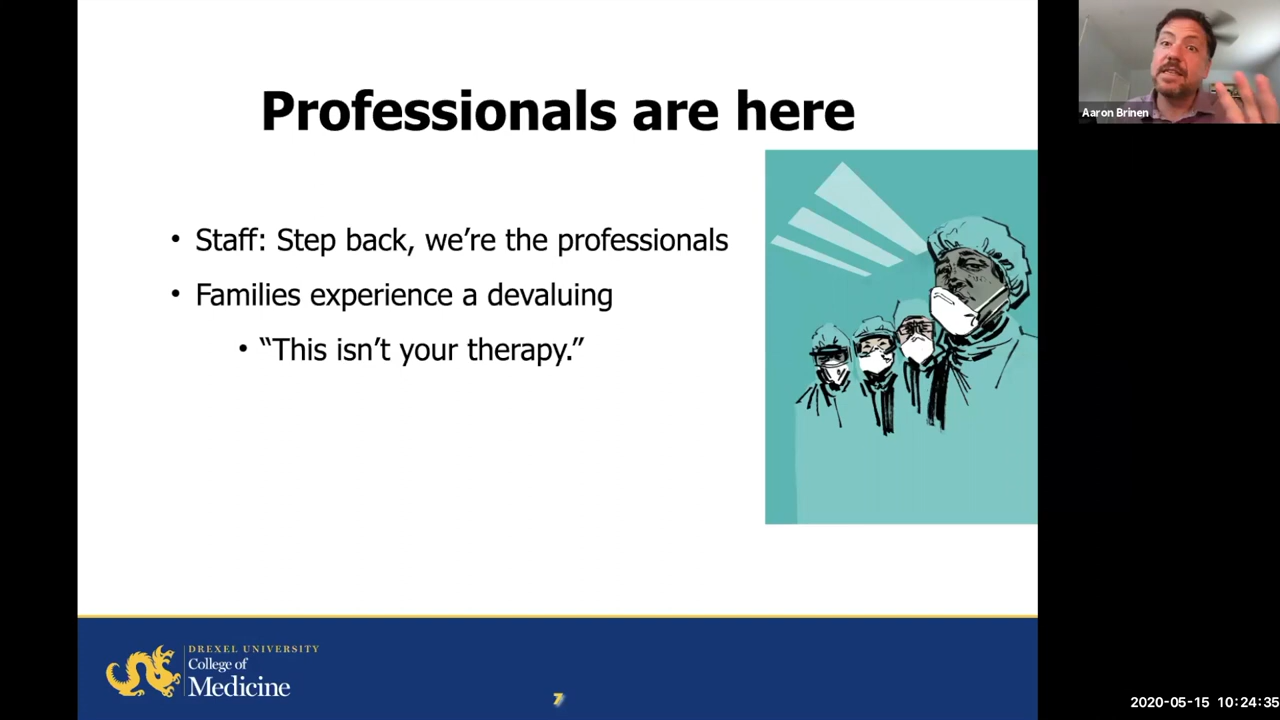 Professionals are here
• Staff: Step back, we’re the professionals
• Families experience a devaluing
• “This isn’t your therapy.”
Aaron Brinen
DREXEL UNIVERSITY
College of
Medicine
7
2020-05-15 10:24:35